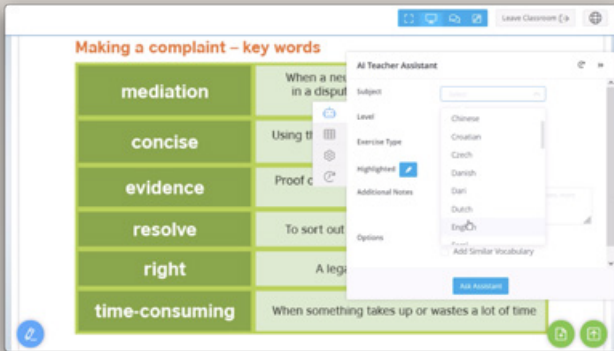 Leave Classroom
Making a complaint – key words
mediation
When a neu
in a disput
concise
Using th
evidence
Proof o
resolve
To sort out
right
A lega
time-consuming
When something takes up or wastes a lot of time
AI Teacher Assistant
Subject
Level
Exercise Type
Highlighted
Additional Notes
Options
Chinese
Croatian
Czech
Danish
Dari
Dutch
English
Add Similar Vocabulary
Ask Assistant